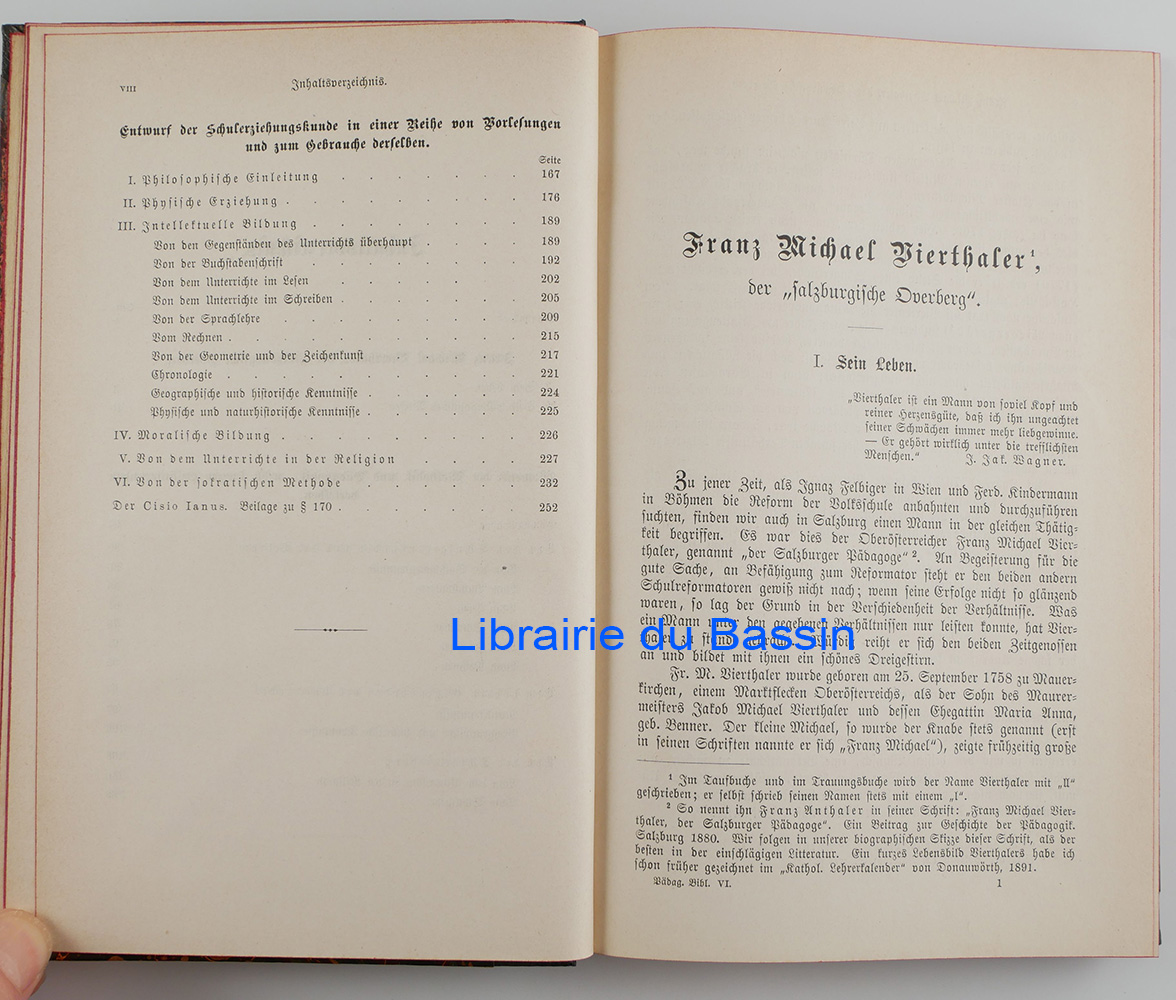 VIII
Inhaltsverzeichnis.
Entwurf der Schulerziehungskunde in einer Reihe von Vorlesungen
und zum Gebrauche derselben.
Seite
I. Philosophische Einleitung . . . . . . . 167
II. Physische Erziehung . . . . . . . . 176
III. Intellektuelle Bildung . . . . . . . 189
Von den Gegenständen des Unterrichts überhaupt . . . . 189
Von der Buchstabenschrift . . . . . . . 192
Von dem Unterrichte im Lesen . . . . . 202
Von dem Unterrichte im Schreiben . . . . . . 205
Von der Sprachlehre . . . . . . . . 209
Vom Rechnen . . . . . . . . . . 215
Von der Geometrie und der Zeichenkunst . . . . . 217
Chronologie . . . . . . . . . . 221
Geographische und historische Kenntnisse . . . . . . 224
Physische und naturhistorische Kenntnisse . . . . . . 225
IV. Moralische Bildung . . . . . . . . 226
V. Von dem Unterrichte in der Religion . . . . 227
VI. Von der sokratischen Methode . . . . . . 232
Der Cisio Ianus. Beilage zu § 170 . . . . . . . 252
Franz Michael Vierthaler¹,
der „salzburgische Overberg“.
I. Sein Leben.
„Vierthaler ist ein Mann von soviel Kopf und
reiner Herzensgüte, daß ich ihn ungeachtet
seiner Schwächen immer mehr liebgewinne.
— Er gehört wirklich unter die trefflichsten
Menschen.“ J. Jak. Wagner.
Zu jener Zeit, als Ignaz Felbiger in Wien und Ferd. Kindermann
in Böhmen die Reform der Volksschule anbahnten und durchzuführen
suchten, finden wir auch in Salzburg einen Mann in der gleichen Thätig-
keit begriffen. Es war dies der Oberösterreicher Franz Michael Vier-
thaler, genannt „der Salzburger Pädagoge“². An Begeisterung für die
gute Sache, an Befähigung zum Reformator steht er den beiden andern
Schulreformatoren gewiß nicht nach; wenn seine Erfolge nicht so glänzend
waren, so lag der Grund in der Verschiedenheit der Verhältnisse. Was
ein Mann unter den gegebenen Verhältnissen nur leisten konnte, hat Vier-
thaler zu stande gebracht. Würdig reiht er sich den beiden Zeitgenossen
an und bildet mit ihnen ein schönes Dreigestirn.
Fr. M. Vierthaler wurde geboren am 25. September 1758 zu Mauer-
kirchen, einem Marktflecken Oberösterreichs, als der Sohn des Maurer-
meisters Jakob Michael Vierthaler und dessen Ehegattin Maria Anna,
geb. Benner. Der kleine Michael, so wurde der Knabe stets genannt (erst
in seinen Schriften nannte er sich „Franz Michael“), zeigte frühzeitig große
¹ Im Taufbuche und im Trauungsbuche wird der Name Vierthaler mit „ll“
geschrieben; er selbst schrieb seinen Namen stets mit einem „l“.
² So nennt ihn Franz Anthaler in seiner Schrift: „Franz Michael Vier-
thaler, der Salzburger Pädagoge“. Ein Beitrag zur Geschichte der Pädagogik.
Salzburg 1880. Wir folgen in unserer biographischen Skizze dieser Schrift, als der
besten in der einschlägigen Litteratur. Ein kurzes Lebensbild Vierthalers habe ich
schon früher gezeichnet im „Kathol. Lehrerkalender“ von Donauwörth, 1891.
Pädag. Bibl. VI. 1
Librairie du Bassin